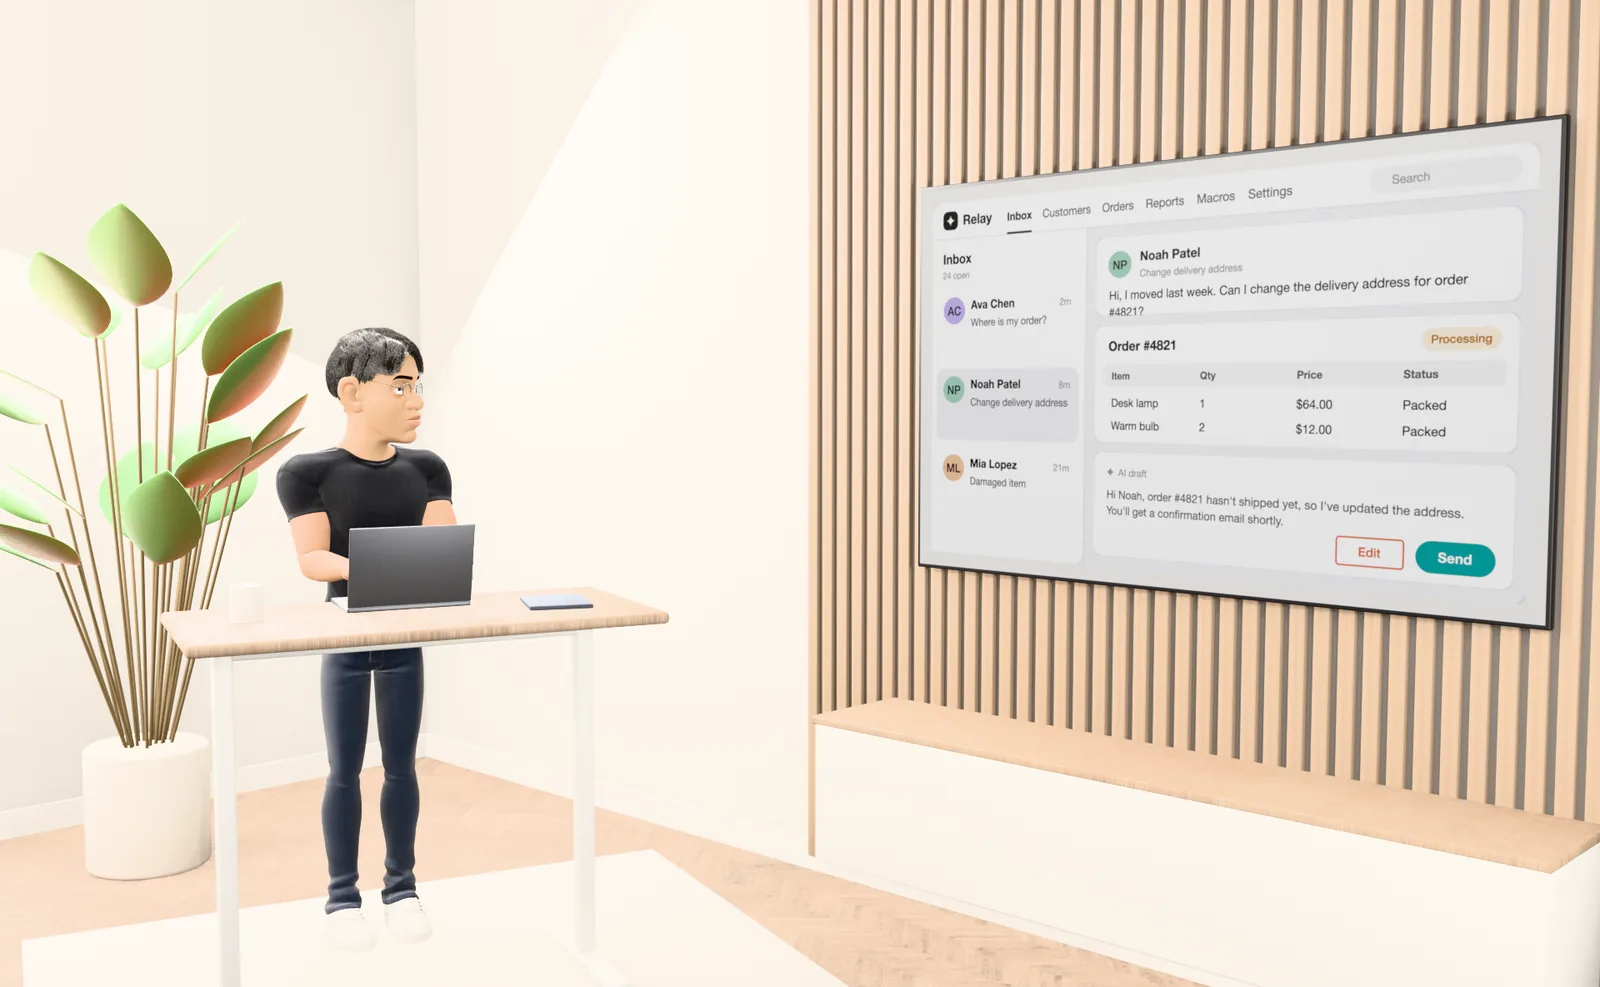 Relay
Inbox
Customers
Orders
Reports
Macros
Settings
Search
Inbox
24 open
AC
Ava Chen
2m
Where is my order?
NP
Noah Patel
8m
Change delivery address
ML
Mia Lopez
21m
Damaged item
NP
Noah Patel
Change delivery address
Hi, I moved last week. Can I change the delivery address for order
#4821?
Order #4821
Processing
Item Qty Price Status
Desk lamp 1 $64.00 Packed
Warm bulb 2 $12.00 Packed
AI draft
Hi Noah, order #4821 hasn't shipped yet, so I've updated the address.
You'll get a confirmation email shortly.
Edit
Send